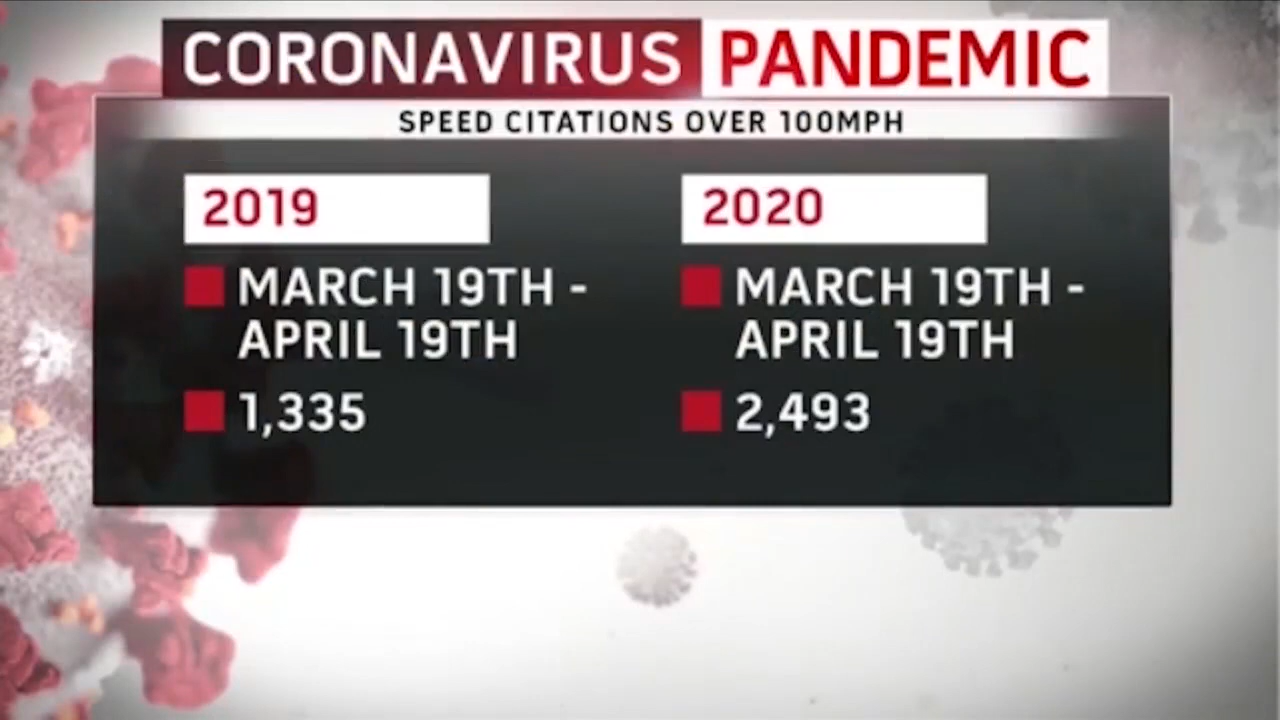 CORONAVIRUS PANDEMIC
SPEED CITATIONS OVER 100MPH
2019
MARCH 19TH -
APRIL 19TH
1,335
2020
MARCH 19TH -
APRIL 19TH
2,493